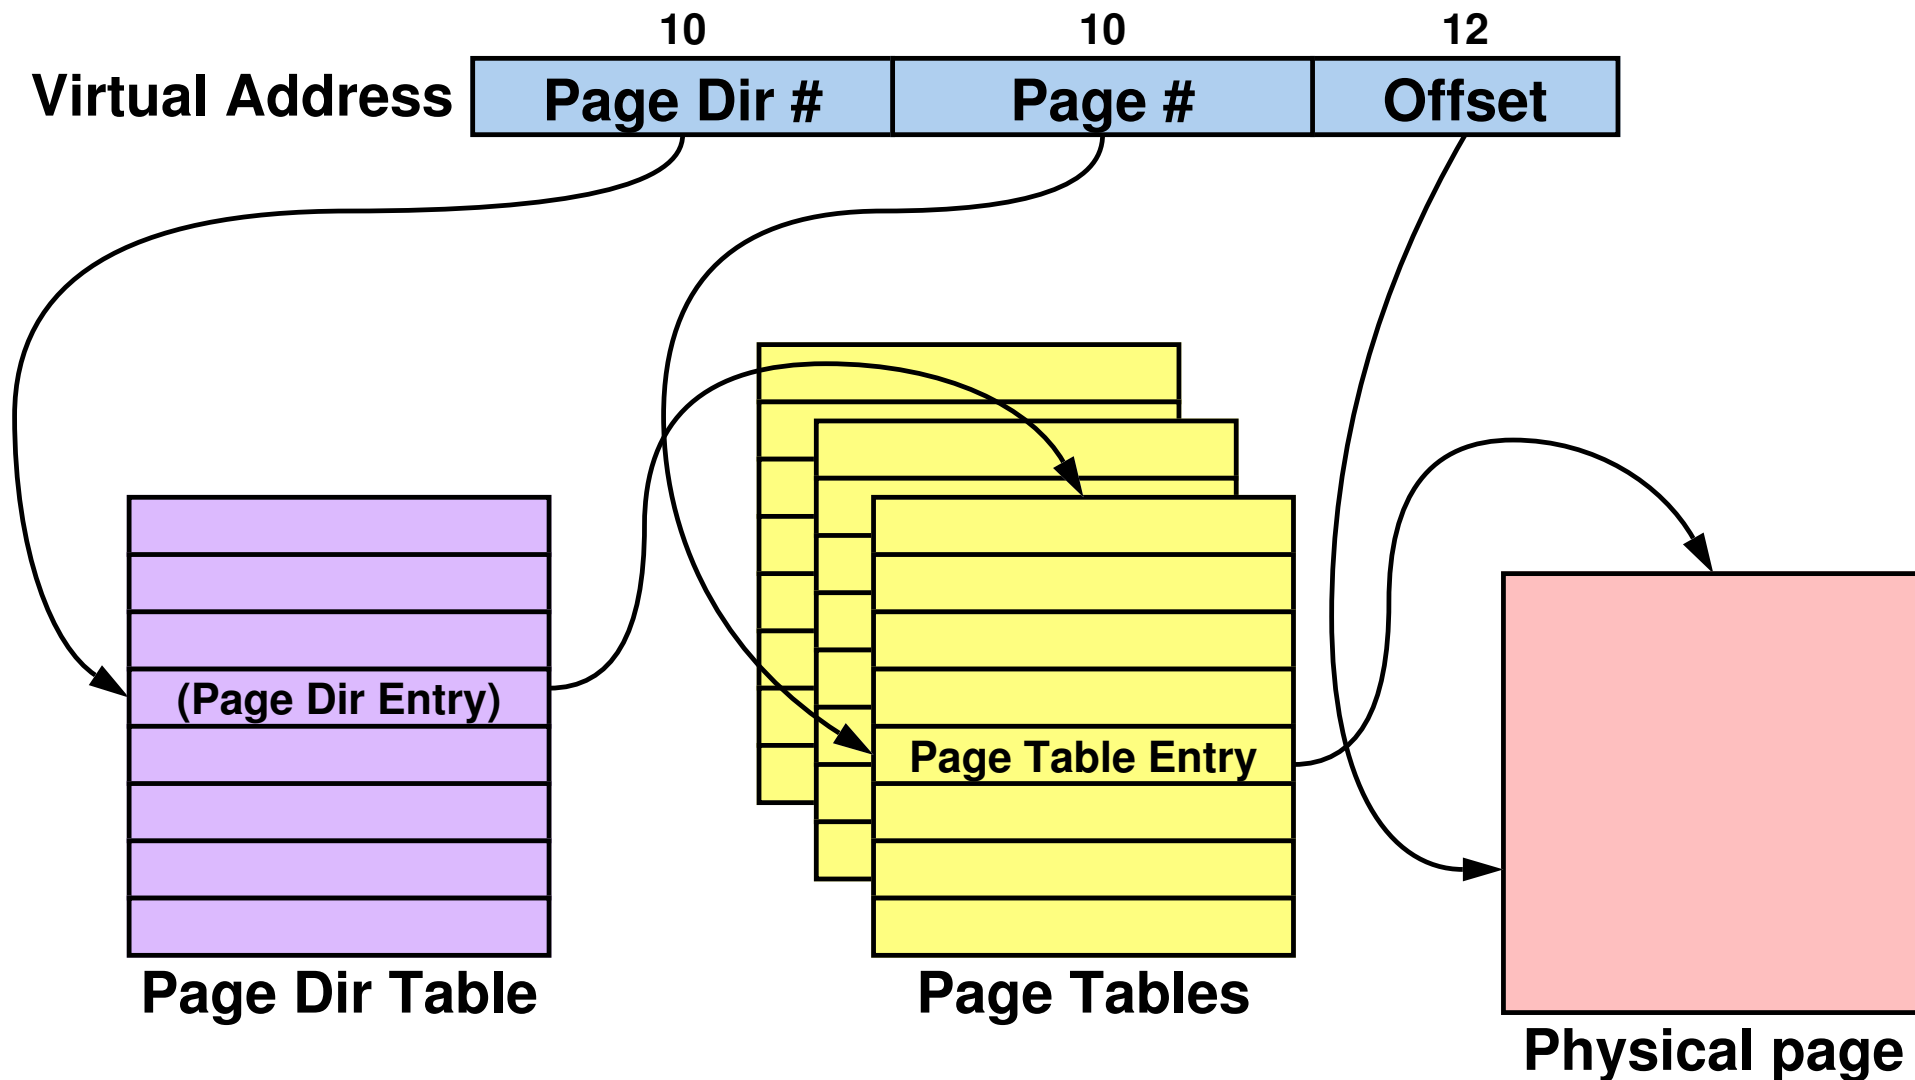 10 10 12
Virtual Address Page Dir # Page # Offset
(Page Dir Entry)
Page Table Entry
Page Dir Table
Page Tables
Physical page